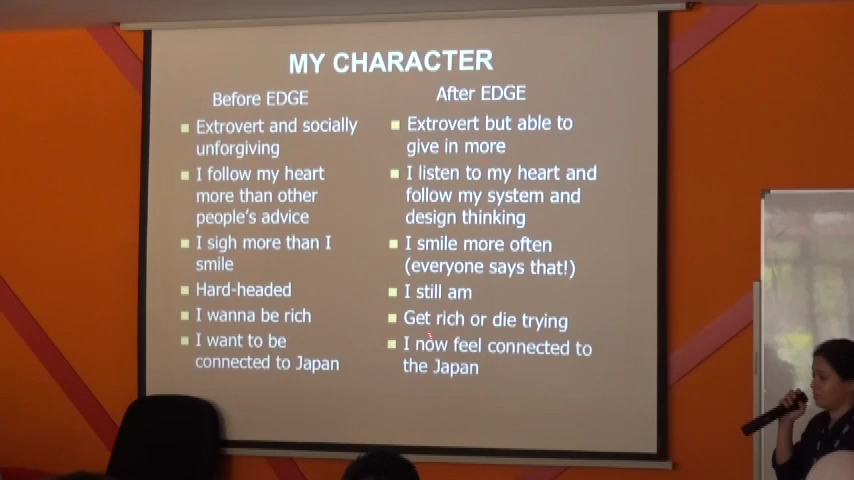 MY CHARACTER
Before EDGE
Extrovert and socially
unforgiving
I follow my heart
more than other
people's advice
I sigh more than I
smile
Hard-headed
I wanna be rich
I want to be
connected to Japan
After EDGE
Extrovert but able to
give in more
I listen to my heart and
follow my system and
design thinking
I smile more often
(everyone says that!)
I still am
Get rich or die trying
I now feel connected to
the Japan